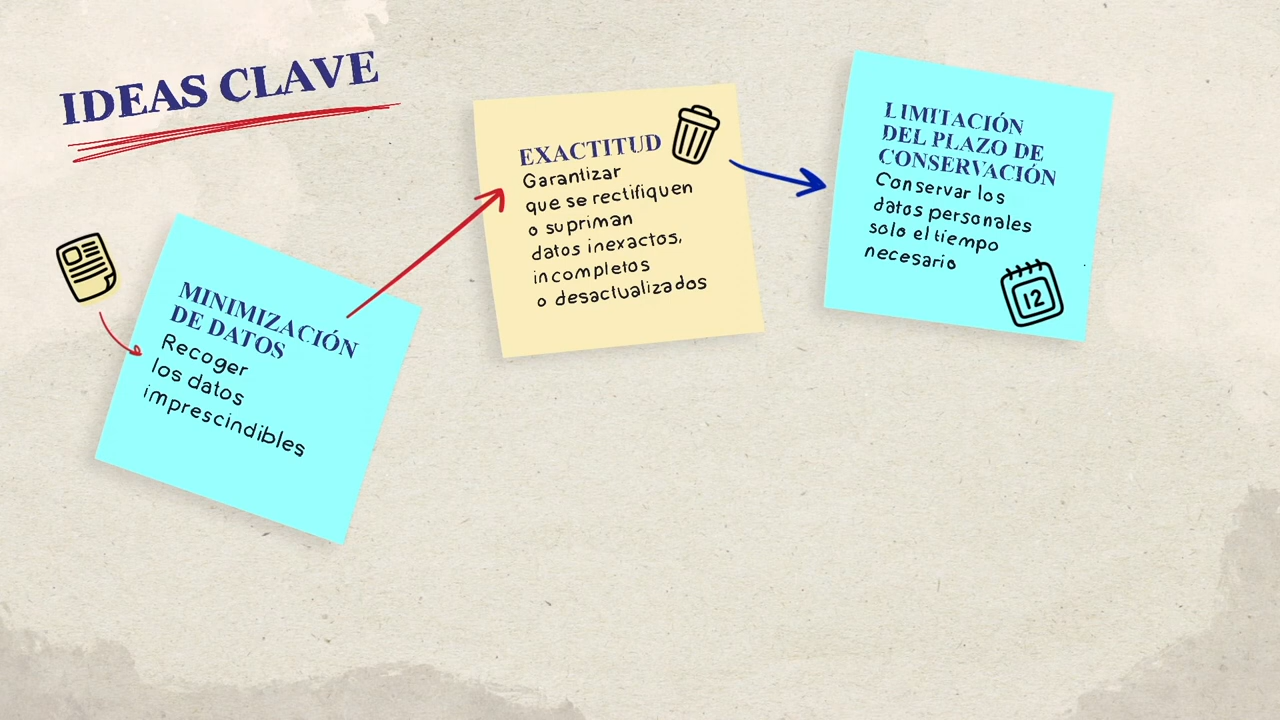 IDEAS CLAVE
MINIMIZACIÓN
DE DATOS
Recoger
los datos
imprescindibles
EXACTITUD
Garantizar
que se rectifiquen
o supriman
datos inexactos,
incompletos
o desactualizados
LIMITACIÓN
DEL PLAZO DE
CONSERVACIÓN
Conservar los
datos personales
solo el tiempo
necesario
12